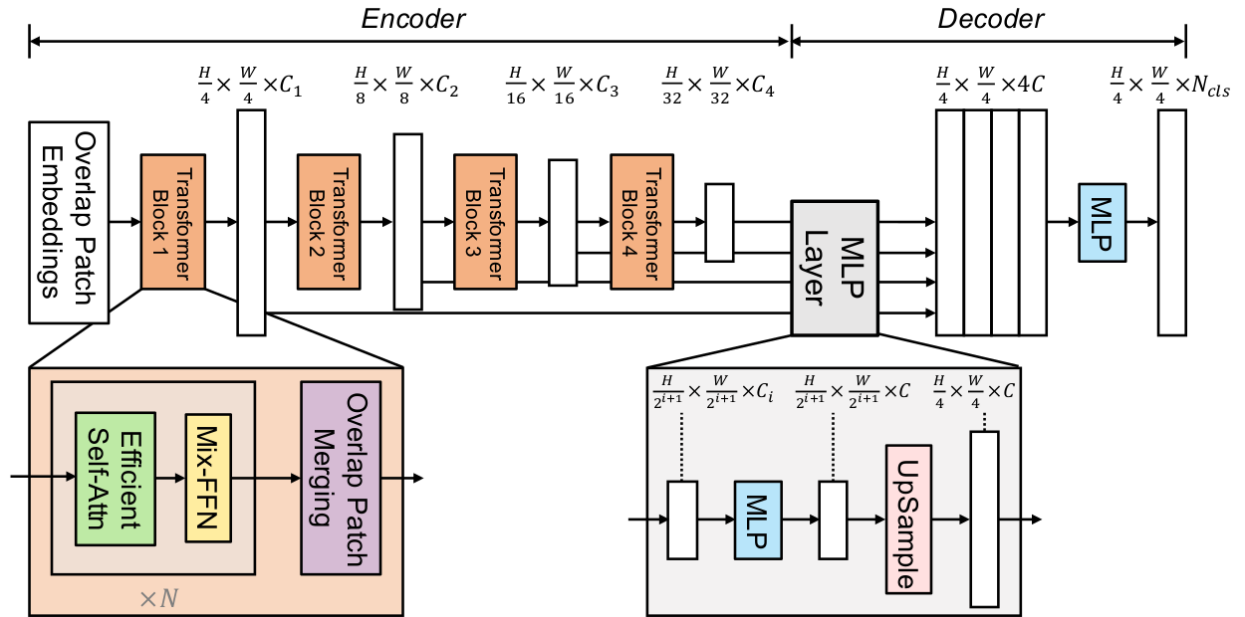 Encoder
Decoder
H/4 × W/4 × C₁
H/8 × W/8 × C₂
H/16 × W/16 × C₃
H/32 × W/32 × C₄
H/4 × W/4 × 4C
H/4 × W/4 × N_cls
Overlap Patch
Embeddings
Transformer
Block 1
Transformer
Block 2
Transformer
Block 3
Transformer
Block 4
MLP
Layer
MLP
Efficient
Self-Attn
Mix-FFN
×N
Overlap Patch
Merging
H/2^{i+1} × W/2^{i+1} × C_i
H/2^{i+1} × W/2^{i+1} × C
H/4 × W/4 × C
MLP
UpSample